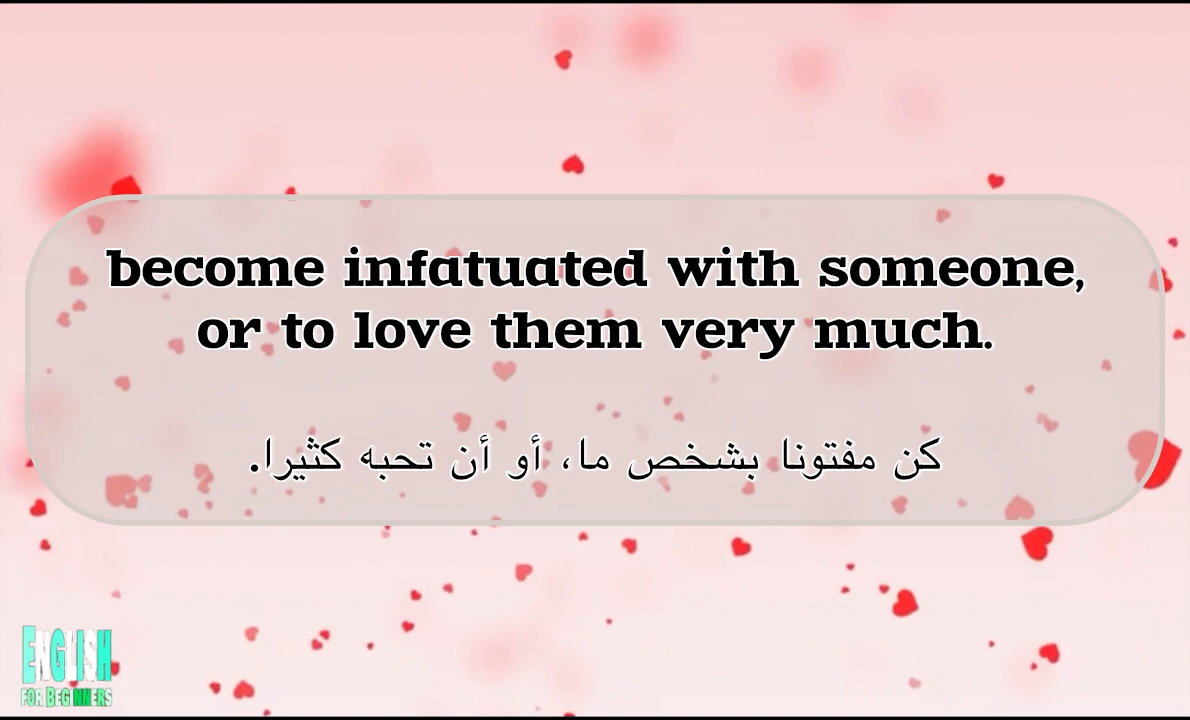 become infatuated with someone,
or to love them very much.
كن مفتونا بشخص ما، أو أن تحبه كثيرا.
ENGLISH
FOR BEGINNERS